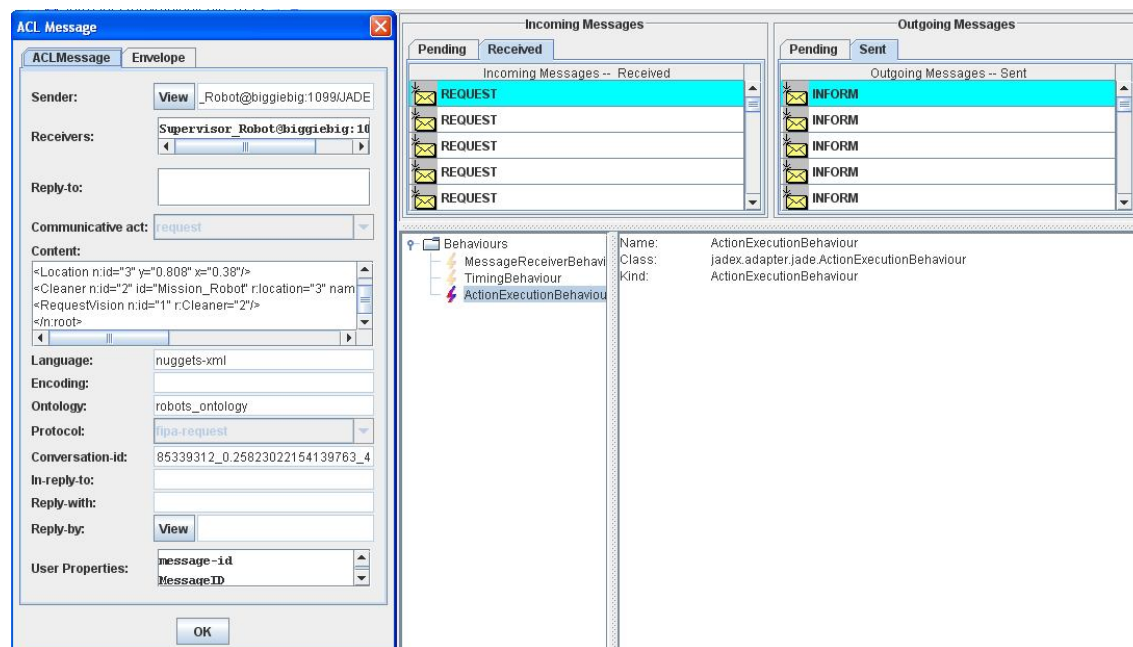 ACL Message
ACLMessage Envelope
Sender: View _Robot@biggiebig:1099/JADE
Receivers: Supervisor_Robot@biggiebig:10
Reply-to:
Communicative act: request
Content:
<Location n:id="3" y="0.808" x="0.38"/>
<Cleaner n:id="2" id="Mission_Robot" r:location="3" nam
<RequestVision n:id="1" r:Cleaner="2"/>
</n:root>
Language: nuggets-xml
Encoding:
Ontology: robots_ontology
Protocol: fipa-request
Conversation-id: 85339312_0.25823022154139763_4
In-reply-to:
Reply-with:
Reply-by: View
User Properties: message-id
MessageID
OK
Incoming Messages
Pending Received
Incoming Messages -- Received
REQUEST
REQUEST
REQUEST
REQUEST
REQUEST
Outgoing Messages
Pending Sent
Outgoing Messages -- Sent
INFORM
INFORM
INFORM
INFORM
INFORM
Behaviours
MessageReceiverBehavi
TimingBehaviour
ActionExecutionBehaviou
Name: ActionExecutionBehaviour
Class: jadex.adapter.jade.ActionExecutionBehaviour
Kind: ActionExecutionBehaviour